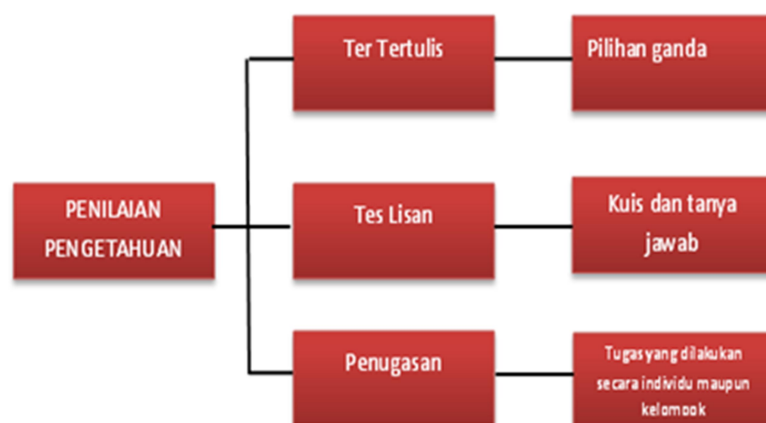 Ter Tertulis
Pilihan ganda
PENILAIAN
PENGETAHUAN
Tes Lisan
Kuis dan tanya
jawab
Penugasan
Tugas yang dilakukan
secara individu maupun
kelompok